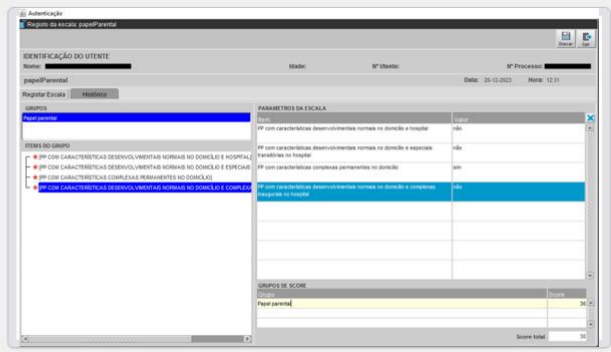 Autenticação
Registo da escala: papelParental
Gravar Sair
IDENTIFICAÇÃO DO UTENTE
Nome: Idade: Nº Utente: Nº Processo:
papelParental Data: 20-12-2023 Hora: 12:31
Registar Escala Histórico
GRUPOS
Papel parental
ITEMS DO GRUPO
[PP COM CARACTERÍSTICAS DESENVOLVIMENTAIS NORMAIS NO DOMICÍLIO E HOSPITAL]
[PP COM CARACTERÍSTICAS DESENVOLVIMENTAIS NORMAIS NO DOMICÍLIO E ESPECIAIS
[PP COM CARACTERÍSTICAS COMPLEXAS PERMANENTES NO DOMICÍLIO]
[PP COM CARACTERÍSTICAS DESENVOLVIMENTAIS NORMAIS NO DOMICÍLIO E COMPLEXA
PARAMETROS DA ESCALA
Item Valor
PP com características desenvolvimentais normais no domicílio e hospital não
PP com características desenvolvimentais normais no domicílio e especiais não
transitórias no hospital
PP com características complexas permanentes no domicílio sim
PP com características desenvolvimentais normais no domicílio e complexas não
inaugurais no hospital
GRUPOS DE SCORE
Grupo Score
Papel parental 30
Score total 30